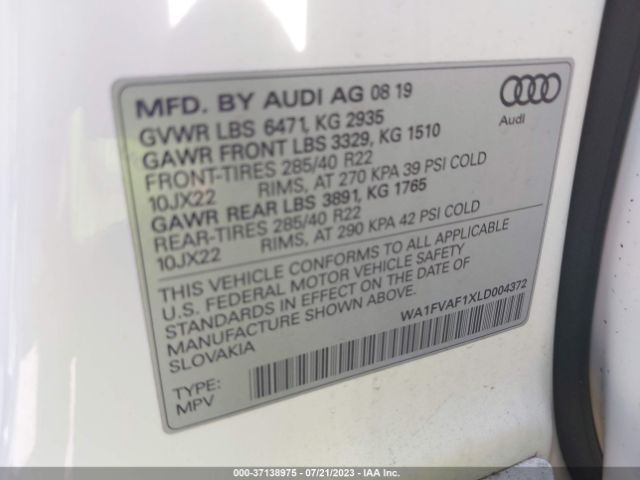 MFD. BY AUDI AG 08 19
Audi
GVWR LBS 6471, KG 2935
GAWR FRONT LBS 3329, KG 1510
FRONT-TIRES 285/40 R22
10JX22 RIMS, AT 270 KPA 39 PSI COLD
GAWR REAR LBS 3891, KG 1765
REAR-TIRES 285/40 R22
10JX22 RIMS, AT 290 KPA 42 PSI COLD
THIS VEHICLE CONFORMS TO ALL APPLICABLE
U.S. FEDERAL MOTOR VEHICLE SAFETY
STANDARDS IN EFFECT ON THE DATE OF
MANUFACTURE SHOWN ABOVE.
SLOVAKIA
WA1FVAF1XLD004372
TYPE:
MPV
000-37138975 07/21/2023 IAA Inc.